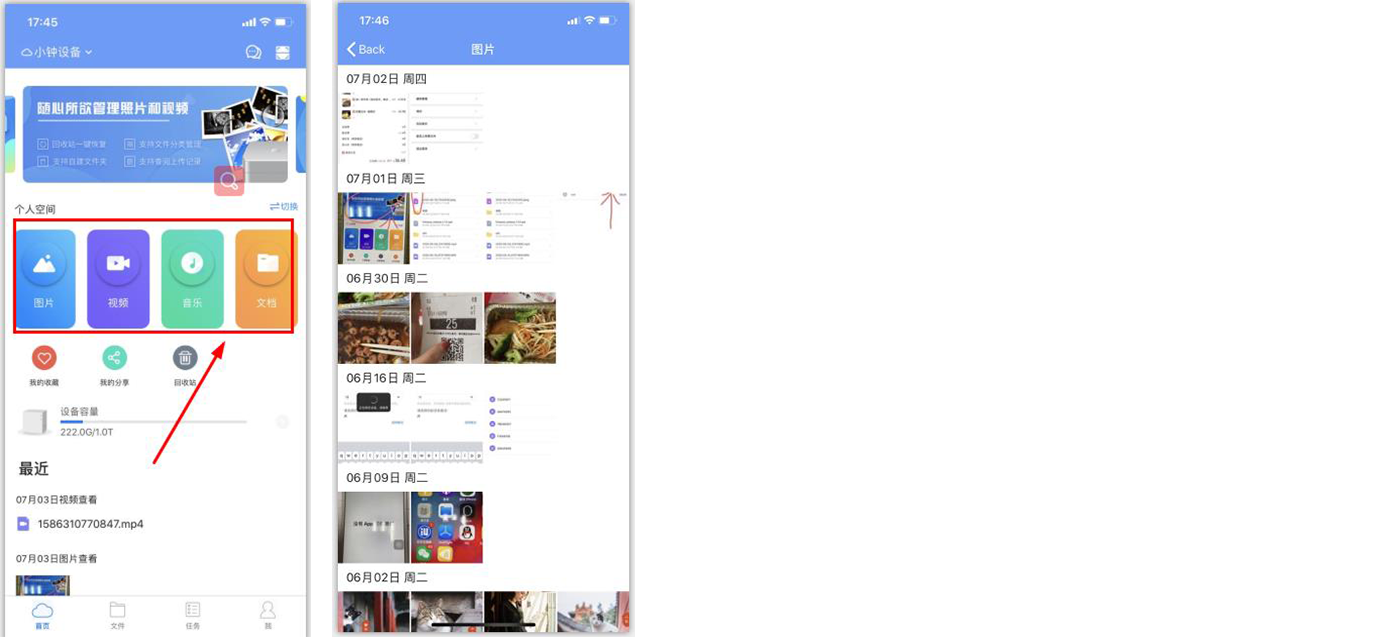 17:45
小钟设备
随心所欲管理照片和视频
回收站一键恢复
支持文件分类管理
支持自建文件夹
支持查阅上传记录
个人空间
切换
图片
视频
音乐
文档
我的收藏
我的分享
回收站
设备容量
222.0G/1.0T
最近
07月03日视频查看
1586310770847.mp4
07月03日图片查看
首页
文件
任务
我
17:46
Back
图片
07月02日 周四
07月01日 周三
06月30日 周二
25
06月16日 周二
q w e r t y u i o p
q w e r t y u i o p
06月09日 周二
06月02日 周二